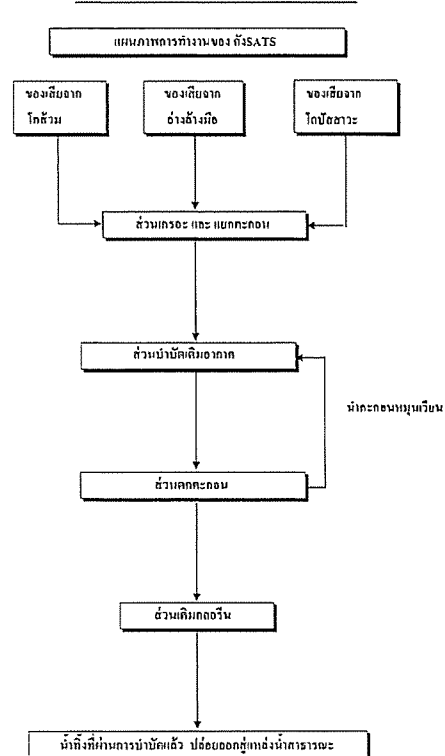 แผนภาพการทำงานของ ถังSATS
ของเสียจาก
โถส้วม
ของเสียจาก
อ่างล้างมือ
ของเสียจาก
โถปัสสาวะ
ส่วนเกรอะ และ แยกตะกอน
ส่วนบำบัดเติมอากาศ
นำตะกอนหมุนเวียน
ส่วนตกตะกอน
ส่วนเติมคลอรีน
น้ำทิ้งที่ผ่านการบำบัดแล้ว ปล่อยออกสู่แหล่งน้ำสาธารณะ